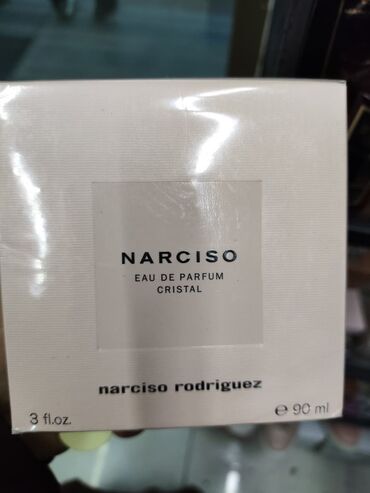 NARCISO
EAU DE PARFUM
CRISTAL
narciso rodriguez
3 fl.oz. ℮ 90 ml